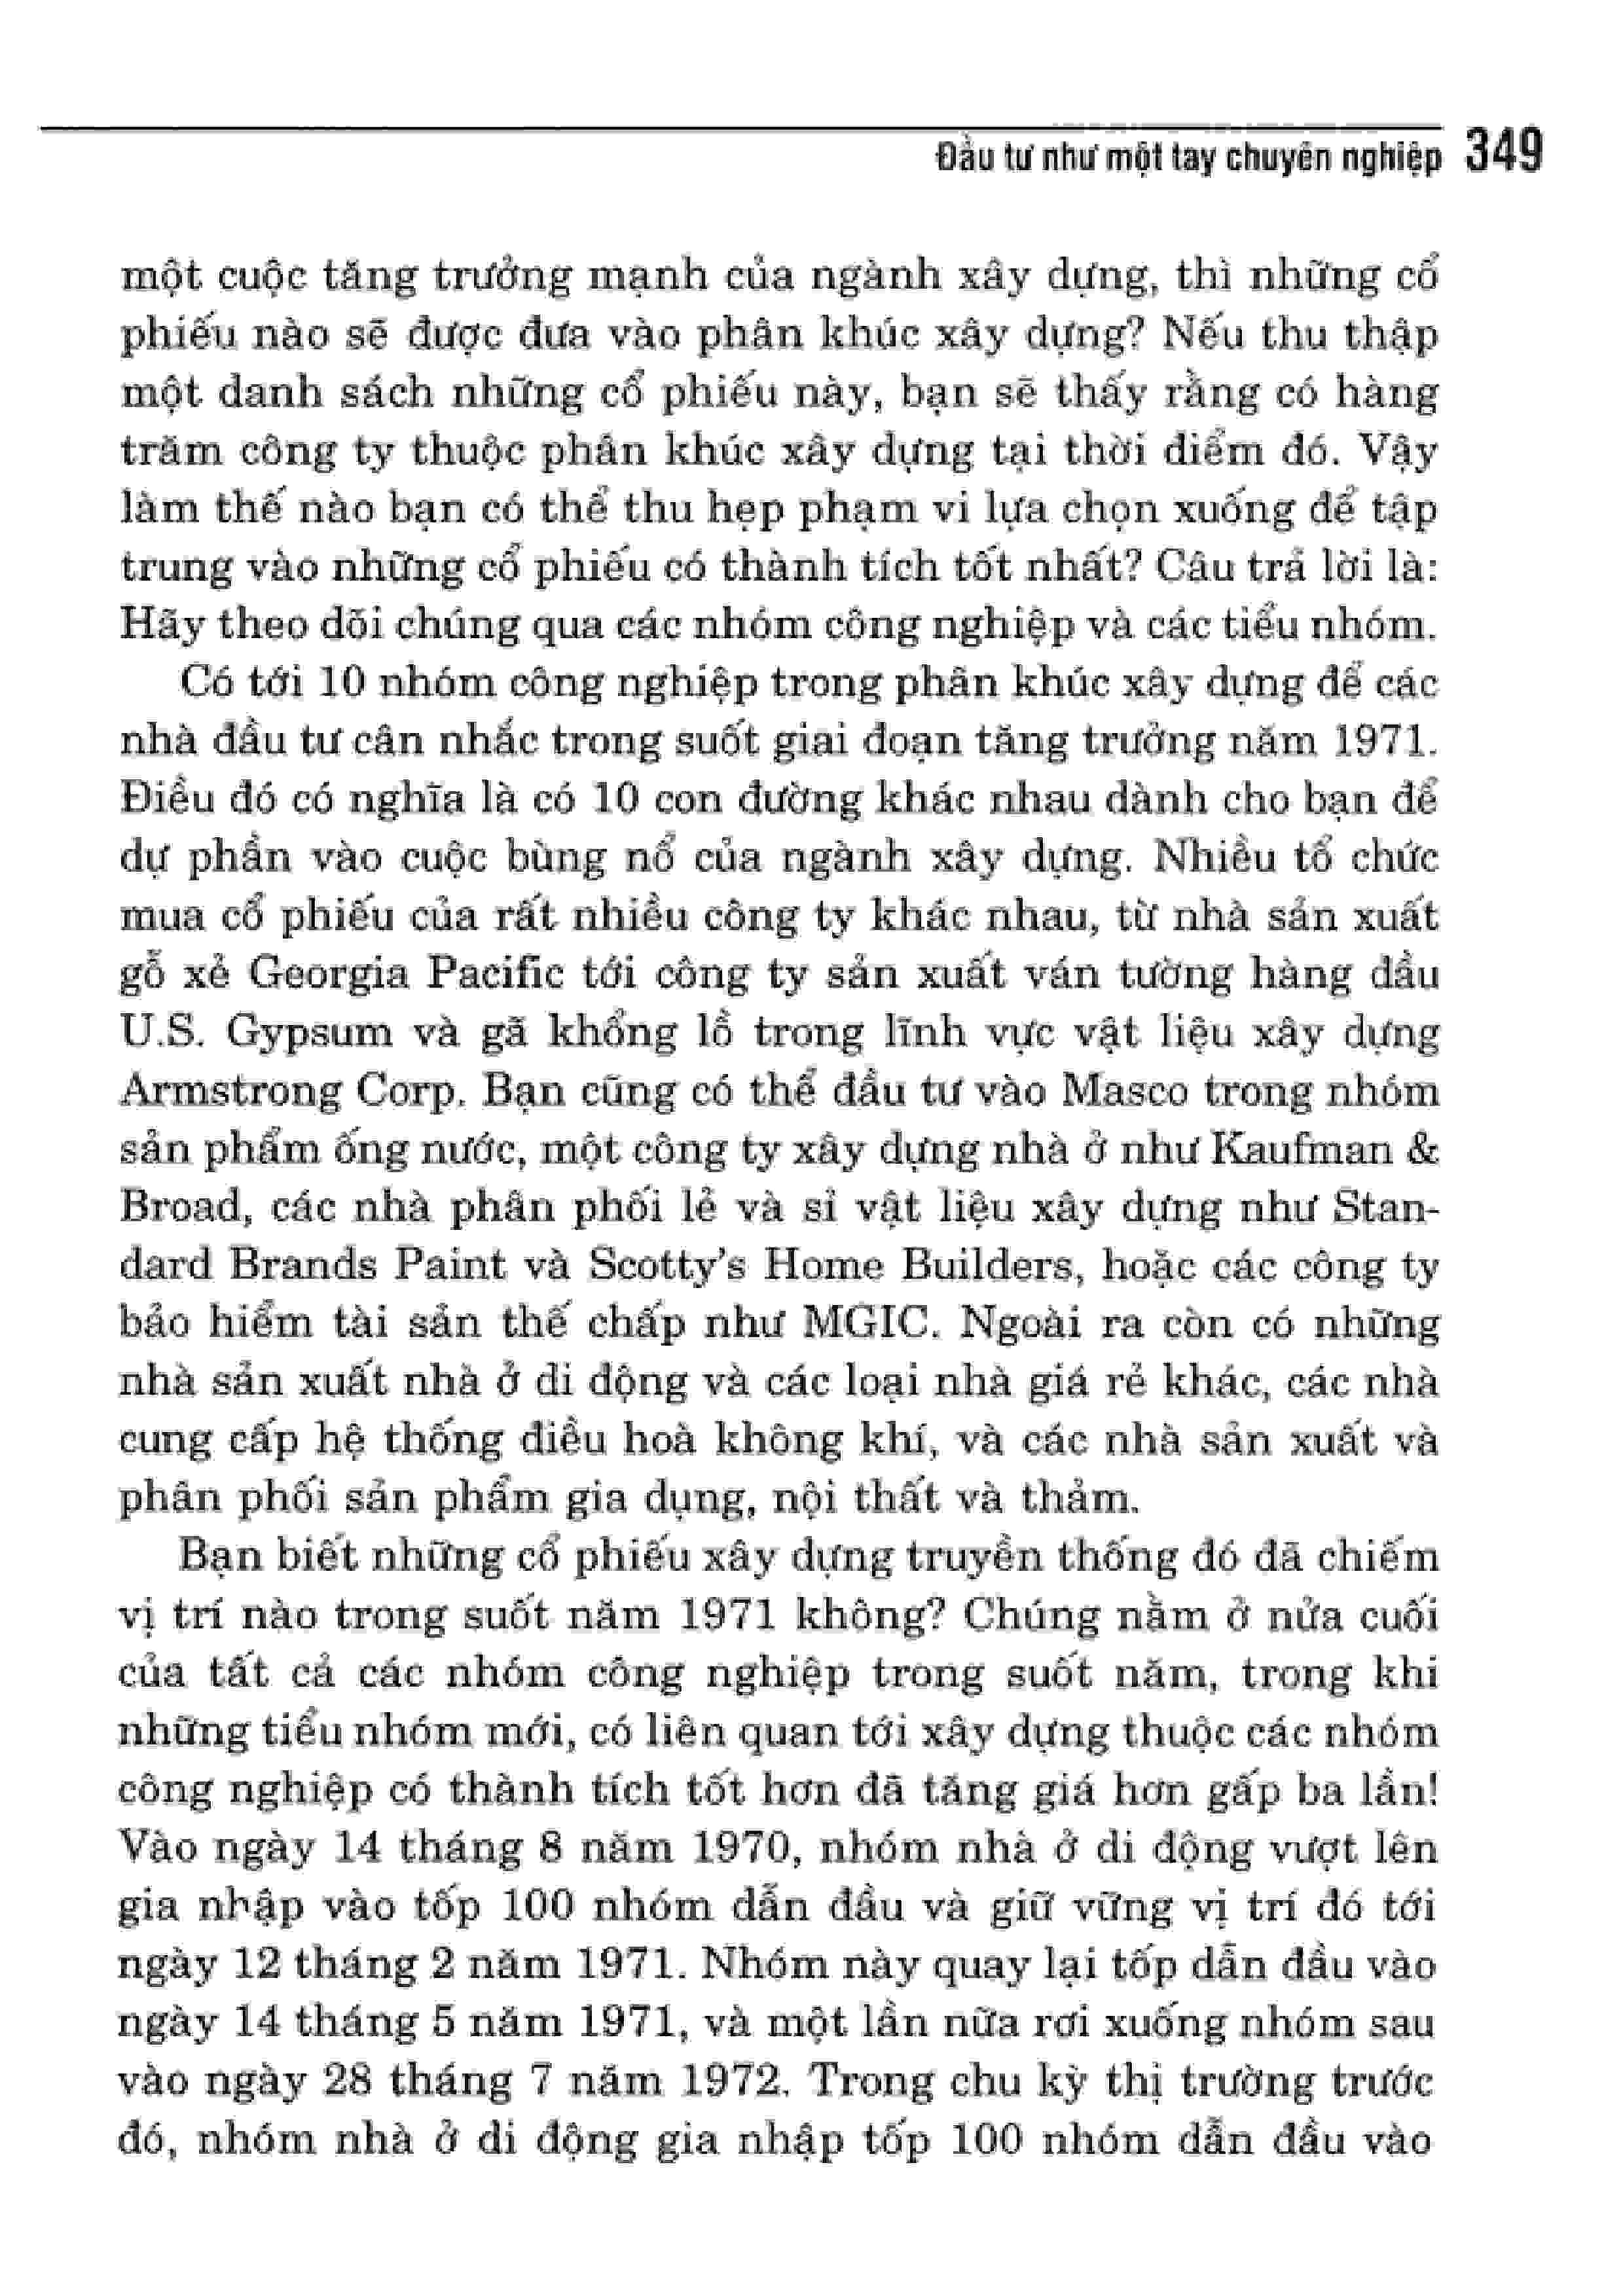 Đầu tư như một tay chuyên nghiệp 349
một cuộc tăng trưởng mạnh của ngành xây dựng, thì những cổ
phiếu nào sẽ được đưa vào phân khúc xây dựng? Nếu thu thập
một danh sách những cổ phiếu này, bạn sẽ thấy rằng có hàng
trăm công ty thuộc phân khúc xây dựng tại thời điểm đó. Vậy
làm thế nào bạn có thể thu hẹp phạm vi lựa chọn xuống để tập
trung vào những cổ phiếu có thành tích tốt nhất? Câu trả lời là:
Hãy theo dõi chúng qua các nhóm công nghiệp và các tiểu nhóm.
Có tới 10 nhóm công nghiệp trong phân khúc xây dựng để các
nhà đầu tư cân nhắc trong suốt giai đoạn tăng trưởng năm 1971.
Điều đó có nghĩa là có 10 con đường khác nhau dành cho bạn để
dự phần vào cuộc bùng nổ của ngành xây dựng. Nhiều tổ chức
mua cổ phiếu của rất nhiều công ty khác nhau, từ nhà sản xuất
gỗ xẻ Georgia Pacific tới công ty sản xuất ván tường hàng đầu
U.S. Gypsum và gã khổng lồ trong lĩnh vực vật liệu xây dựng
Armstrong Corp. Bạn cũng có thể đầu tư vào Masco trong nhóm
sản phẩm ống nước, một công ty xây dựng nhà ở như Kaufman &
Broad, các nhà phân phối lẻ và sỉ vật liệu xây dựng như Stan-
dard Brands Paint và Scotty's Home Builders, hoặc các công ty
bảo hiểm tài sản thế chấp như MGIC. Ngoài ra còn có những
nhà sản xuất nhà ở di động và các loại nhà giá rẻ khác, các nhà
cung cấp hệ thống điều hoà không khí, và các nhà sản xuất và
phân phối sản phẩm gia dụng, nội thất và thảm.
Bạn biết những cổ phiếu xây dựng truyền thống đó đã chiếm
vị trí nào trong suốt năm 1971 không? Chúng nằm ở nửa cuối
của tất cả các nhóm công nghiệp trong suốt năm, trong khi
những tiểu nhóm mới, có liên quan tới xây dựng thuộc các nhóm
công nghiệp có thành tích tốt hơn đã tăng giá hơn gấp ba lần!
Vào ngày 14 tháng 8 năm 1970, nhóm nhà ở di động vượt lên
gia nhập vào tốp 100 nhóm dẫn đầu và giữ vững vị trí đó tới
ngày 12 tháng 2 năm 1971. Nhóm này quay lại tốp dẫn đầu vào
ngày 14 tháng 5 năm 1971, và một lần nữa rơi xuống nhóm sau
vào ngày 28 tháng 7 năm 1972. Trong chu kỳ thị trường trước
đó, nhóm nhà ở di động gia nhập tốp 100 nhóm dẫn đầu vào